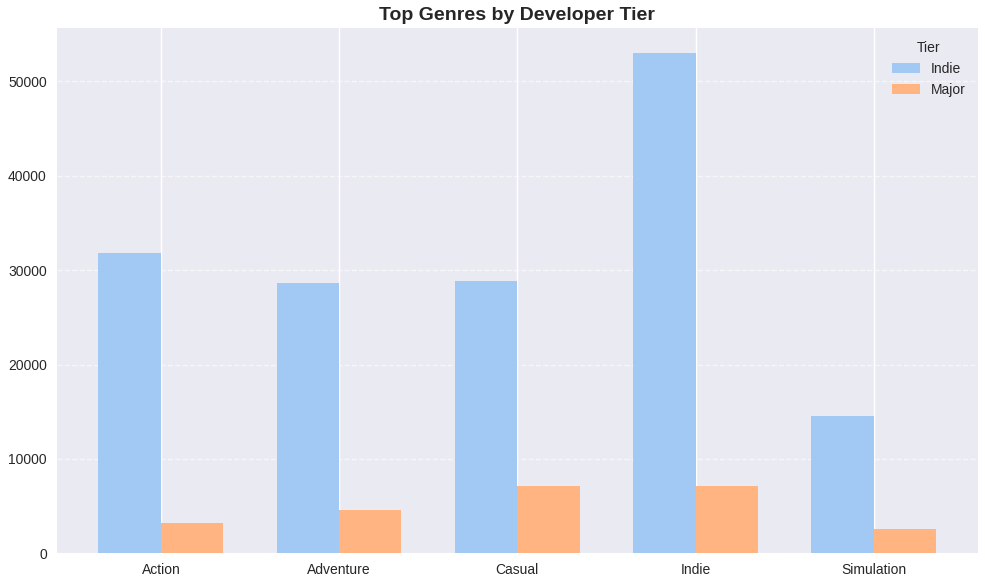 Top Genres by Developer Tier
Tier
Indie
Major
50000
40000
30000
20000
10000
0
Action Adventure Casual Indie Simulation